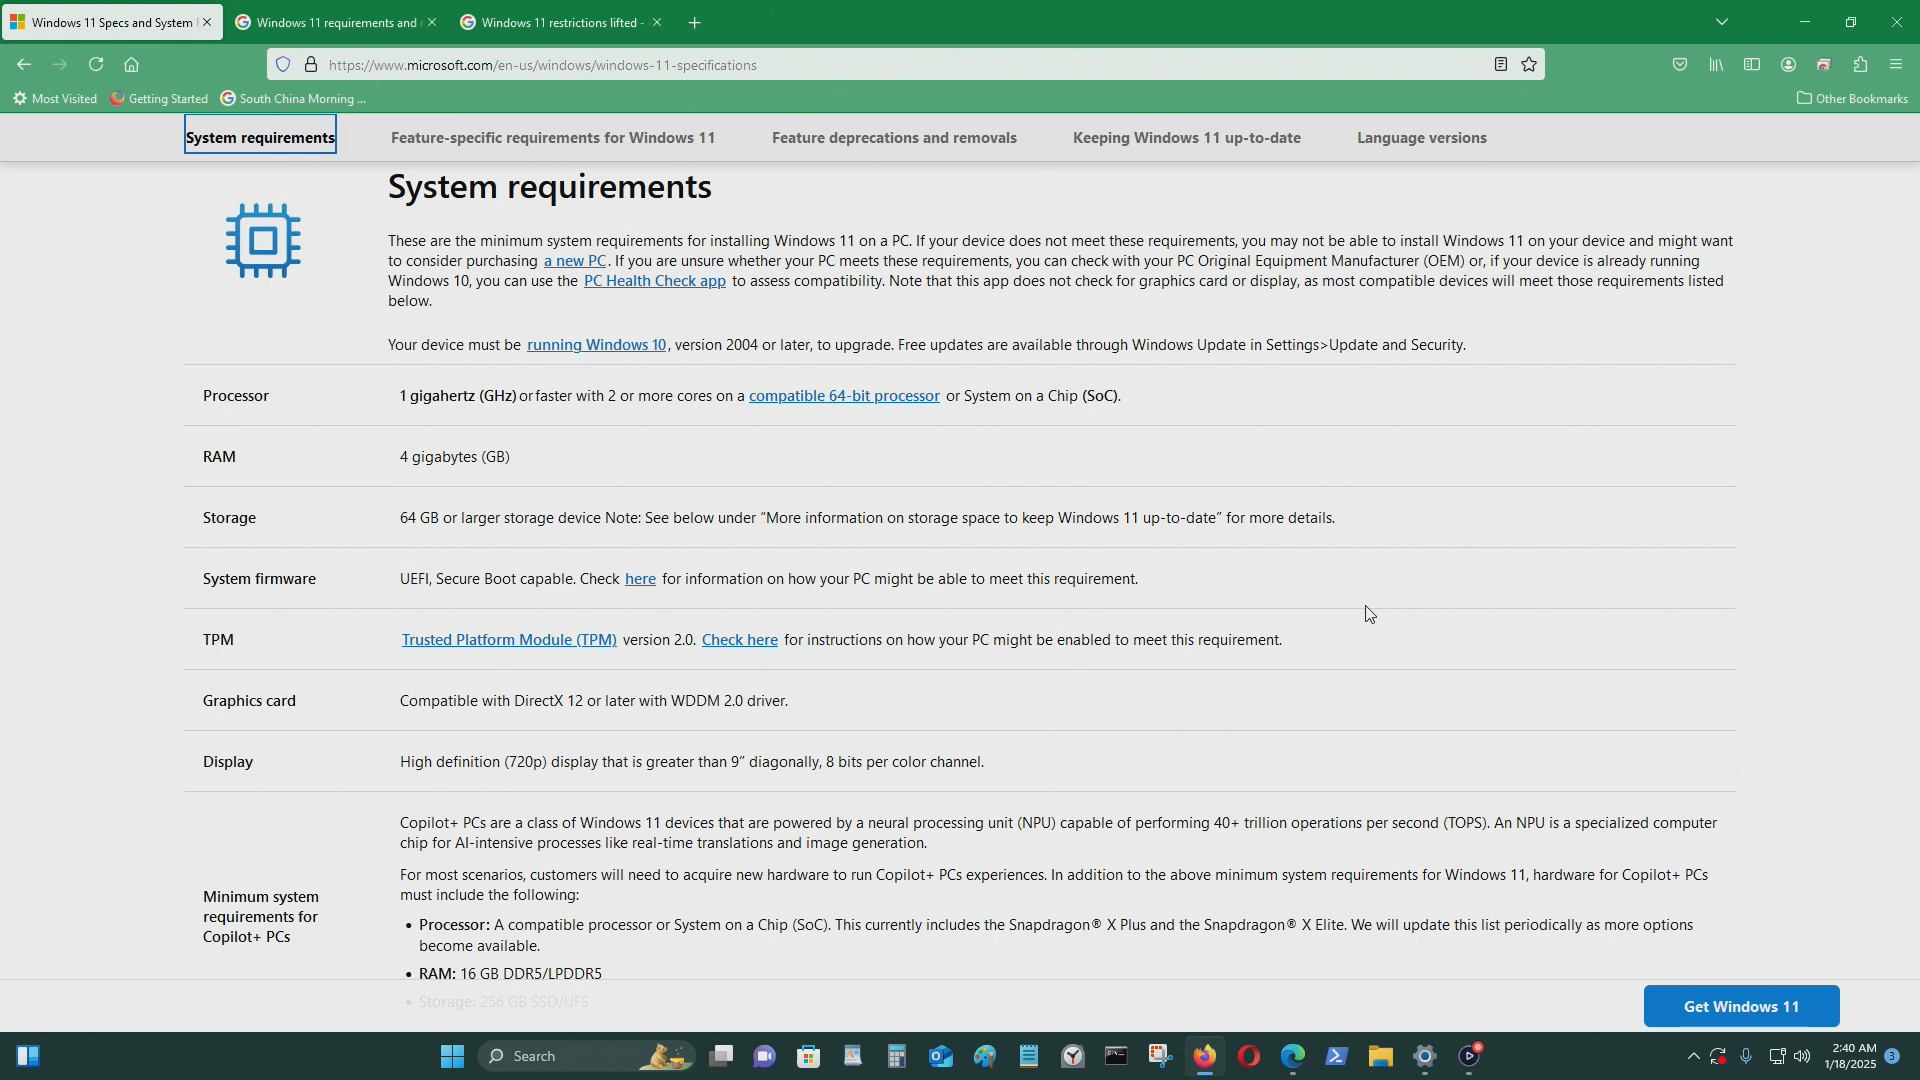 Windows 11 Specs and System
Windows 11 requirements and
Windows 11 restrictions lifted -
https://www.microsoft.com/en-us/windows/windows-11-specifications
Most Visited
Getting Started
South China Morning ...
Other Bookmarks
System requirements
Feature-specific requirements for Windows 11
Feature deprecations and removals
Keeping Windows 11 up-to-date
Language versions
System requirements
These are the minimum system requirements for installing Windows 11 on a PC. If your device does not meet these requirements, you may not be able to install Windows 11 on your device and might want
to consider purchasing a new PC. If you are unsure whether your PC meets these requirements, you can check with your PC Original Equipment Manufacturer (OEM) or, if your device is already running
Windows 10, you can use the PC Health Check app to assess compatibility. Note that this app does not check for graphics card or display, as most compatible devices will meet those requirements listed
below.
Your device must be running Windows 10, version 2004 or later, to upgrade. Free updates are available through Windows Update in Settings>Update and Security.
Processor
1 gigahertz (GHz) or faster with 2 or more cores on a compatible 64-bit processor or System on a Chip (SoC).
RAM
4 gigabytes (GB)
Storage
64 GB or larger storage device Note: See below under “More information on storage space to keep Windows 11 up-to-date” for more details.
System firmware
UEFI, Secure Boot capable. Check here for information on how your PC might be able to meet this requirement.
TPM
Trusted Platform Module (TPM) version 2.0. Check here for instructions on how your PC might be enabled to meet this requirement.
Graphics card
Compatible with DirectX 12 or later with WDDM 2.0 driver.
Display
High definition (720p) display that is greater than 9” diagonally, 8 bits per color channel.
Minimum system
requirements for
Copilot+ PCs
Copilot+ PCs are a class of Windows 11 devices that are powered by a neural processing unit (NPU) capable of performing 40+ trillion operations per second (TOPS). An NPU is a specialized computer
chip for AI-intensive processes like real-time translations and image generation.
For most scenarios, customers will need to acquire new hardware to run Copilot+ PCs experiences. In addition to the above minimum system requirements for Windows 11, hardware for Copilot+ PCs
must include the following:
• Processor: A compatible processor or System on a Chip (SoC). This currently includes the Snapdragon® X Plus and the Snapdragon® X Elite. We will update this list periodically as more options
become available.
• RAM: 16 GB DDR5/LPDDR5
• Storage: 256 GB SSD/UFS
Get Windows 11
Search
2:40 AM
1/18/2025
3